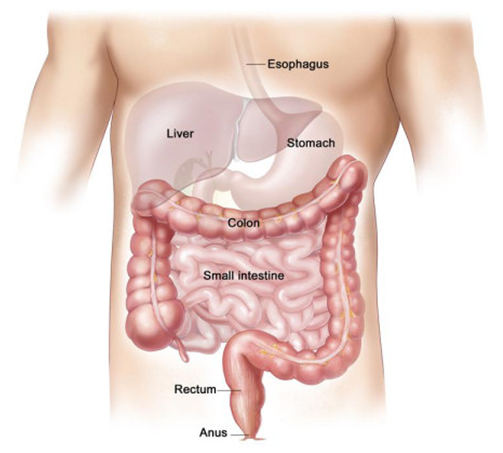 Esophagus
Liver
Stomach
Colon
Small intestine
Rectum
Anus